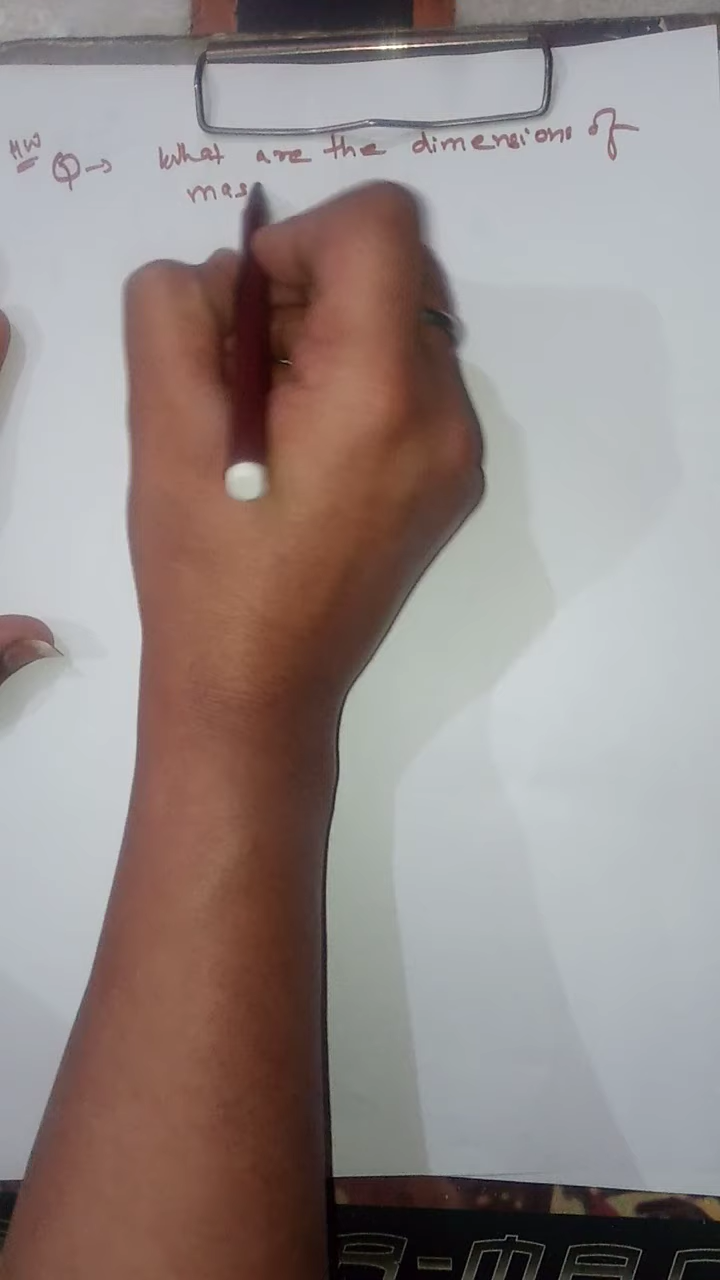 HW Q→ What are the dimensions of
mas